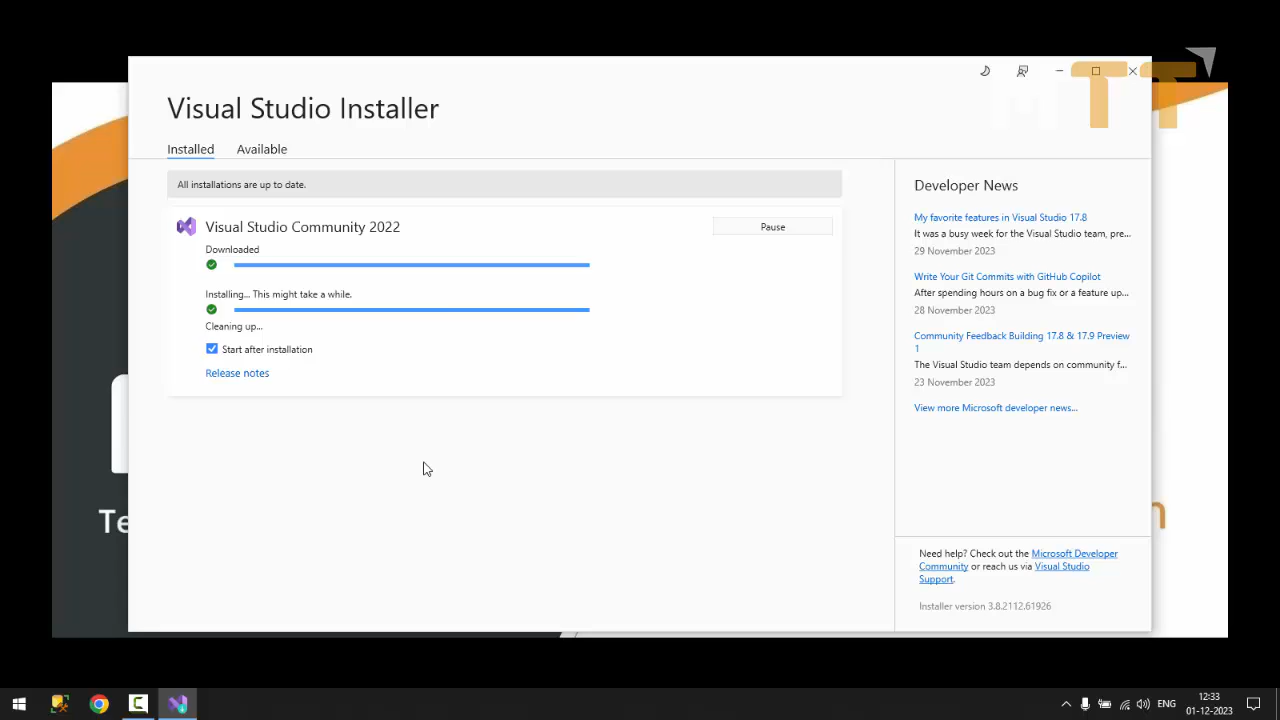 MTT
Visual Studio Installer
Installed
Available
All installations are up to date.
Visual Studio Community 2022
Pause
Downloaded
Installing... This might take a while.
Cleaning up...
Start after installation
Release notes
Developer News
My favorite features in Visual Studio 17.8
It was a busy week for the Visual Studio team, pre...
29 November 2023
Write Your Git Commits with GitHub Copilot
After spending hours on a bug fix or a feature up...
28 November 2023
Community Feedback Building 17.8 & 17.9 Preview
1
The Visual Studio team depends on community f...
23 November 2023
View more Microsoft developer news...
Need help? Check out the Microsoft Developer
Community or reach us via Visual Studio
Support.
Installer version 3.8.2112.61926
Te
n
ENG
12:33
01-12-2023